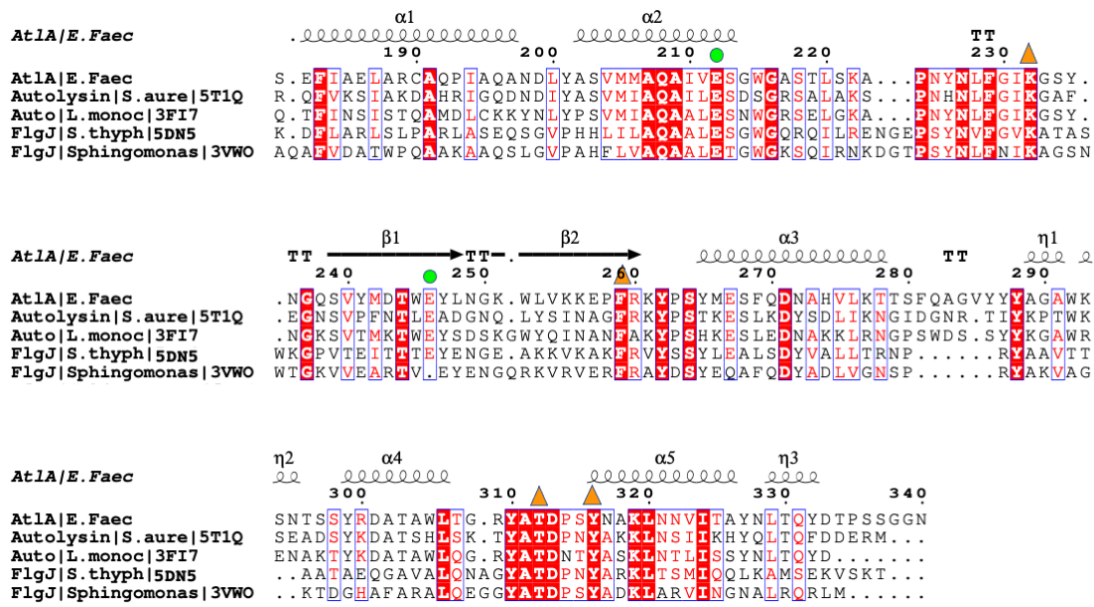 α1 α2
AtlA|E.Faec TT
190 200 210 220 230
AtlA|E.Faec S.EFIAELARCAQPIAQANDLYASVMMAQAIVESGWGASTLSKA...PNYNLFGIKGSY.
Autolysin|S.aure|5T1Q R.QFVKSIAKDAHRIGQDNDIYASVMIAQAILESDSGRSALAKS...PNHNLFGIKGAF.
Auto|L.monoc|3FI7 Q.TFINSISTQAMDLCKKYNLYPSVMIAQAALESNWGRSELGKA...PNYNLFGIKGSY.
FlgJ|S.thyph|5DN5 K.DFLARLSLPARLASEQSGVPHHLILAQAALESGWGQRQILRENGEPSYNVFGVKATAS
FlgJ|Sphingomonas|3VWO AQAFVDATWPQAAKAAQSLGVPAHFLVAQAALETGWGKSQIRNKDGTPSYNLFNIKAGSN
β1 β2 α3 η1
AtlA|E.Faec TT TT . TT
240 250 260 270 280 290
AtlA|E.Faec .NGQSVYMDTWEYLNGK.WLVKKEPFRKYPSYMESFQDNAHVLKTTSFQAGVYYYAGAWK
Autolysin|S.aure|5T1Q .EGNSVPFNTLEADGNQ.LYSINAGFRKYPSTKESLKDYSDLIKNGIDGNR.TIYKPTWK
Auto|L.monoc|3FI7 .NGKSVTMKTWEYSDSKGWYQINANFAKYPSHKESLEDNAKKLRNGPSWDS.SYYKGAWR
FlgJ|S.thyph|5DN5 WKGPVTEITTTEYENGE.AKKVKAKFRVYSSYLEALSDYVALLTRNP......RYAAVTT
FlgJ|Sphingomonas|3VWO WTGKVVEARTV.EYENGQRKVRVERFRAYDSYEQAFQDYADLVGNSP......RYAKVAG
η2 α4 α5 η3
AtlA|E.Faec
300 310 320 330 340
AtlA|E.Faec SNTSSYRDATAWLTG.RYATDPSYNAKLNNVITAYNLTQYDTPSSGGN
Autolysin|S.aure|5T1Q SEADSYKDATSHLSK.TYATDPNYAKKLNSIIKHYQLTQFDDERM...
Auto|L.monoc|3FI7 ENAKTYKDATAWLQG.RYATDNTYASKLNTLISSYNLTQYD.......
FlgJ|S.thyph|5DN5 ..AATAEQGAVALQNAGYATDPNYARKLTSMIQQLKAMSEKVSKT...
FlgJ|Sphingomonas|3VWO ..KTDGHAFARALQEGGYATDPSYADKLARVINGNALRQRLM......